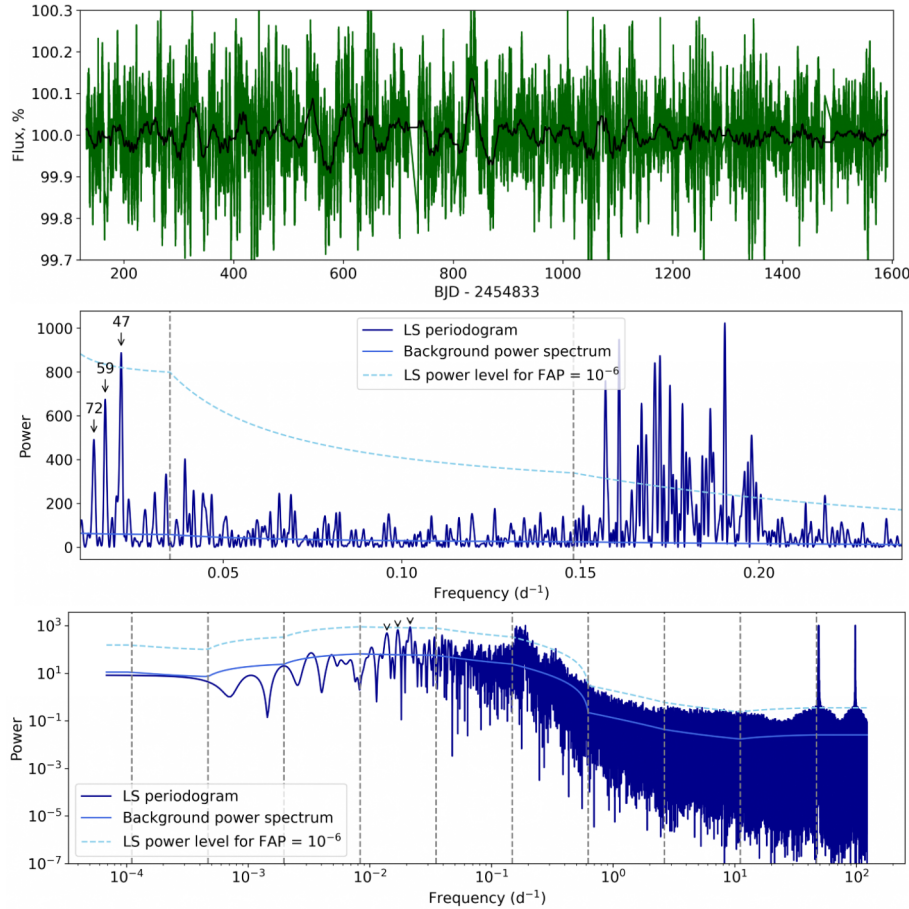 100.3
100.2
100.1
100.0
99.9
99.8
99.7
Flux, %
200 400 600 800 1000 1200 1400 1600
BJD - 2454833
1000
800
600
400
200
0
Power
47
59
72
LS periodogram
Background power spectrum
LS power level for FAP = 10⁻⁶
0.05 0.10 0.15 0.20
Frequency (d⁻¹)
10³
10¹
10⁻¹
10⁻³
10⁻⁵
10⁻⁷
Power
LS periodogram
Background power spectrum
LS power level for FAP = 10⁻⁶
10⁻⁴ 10⁻³ 10⁻² 10⁻¹ 10⁰ 10¹ 10²
Frequency (d⁻¹)